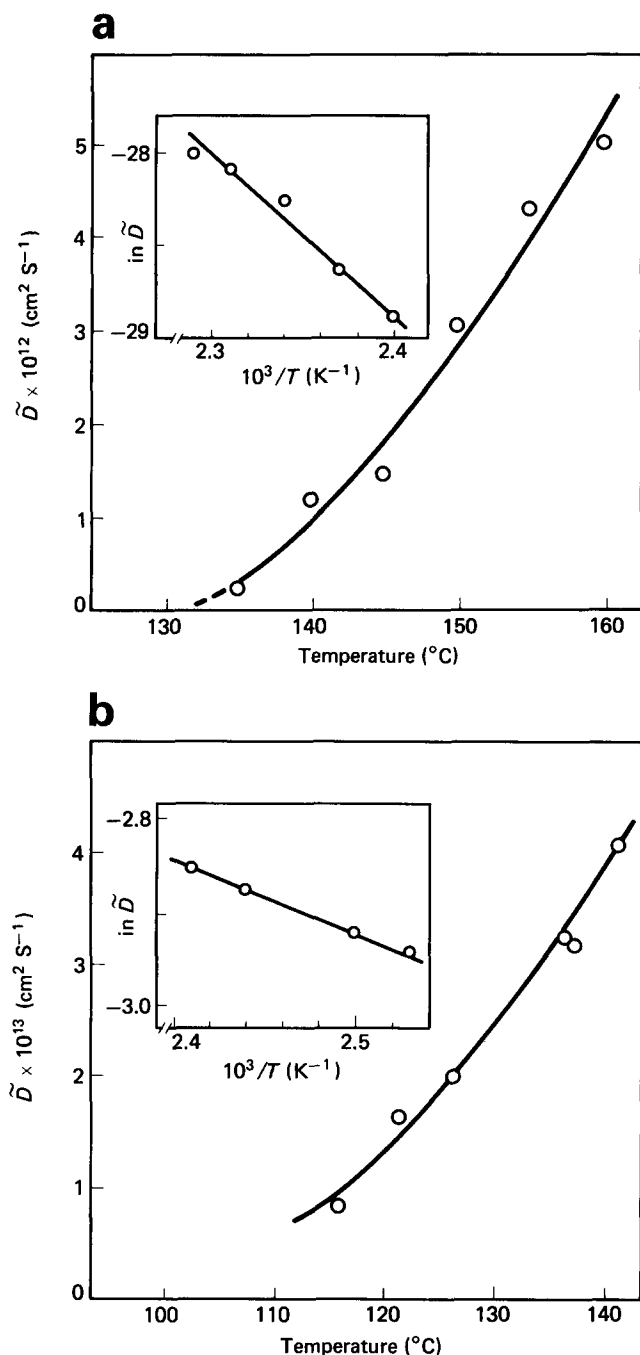 a
5
4
3
2
1
0
D̃ × 10¹² (cm² S⁻¹)
130
140
150
160
Temperature (°C)
−28
−29
in D̃
2.3
2.4
10³/T (K⁻¹)
b
4
3
2
1
0
D̃ × 10¹³ (cm² S⁻¹)
100
110
120
130
140
Temperature (°C)
−2.8
−3.0
in D̃
2.4
2.5
10³/T (K⁻¹)